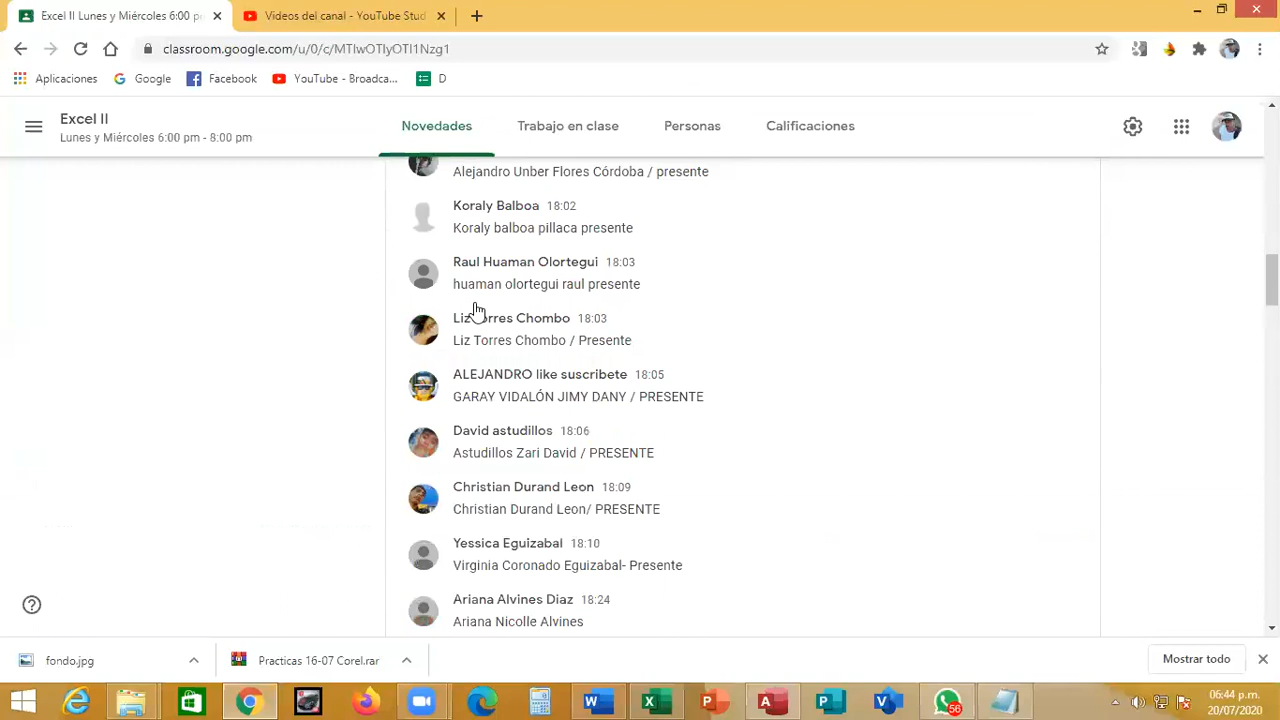 Excel II Lunes y Miércoles 6:00 p
Videos del canal - YouTube Stud
classroom.google.com/u/0/c/MTIwOTIyOTI1Nzg1
Aplicaciones
Google
Facebook
YouTube - Broadca...
D
Excel II
Lunes y Miércoles 6:00 pm - 8:00 pm
Novedades
Trabajo en clase
Personas
Calificaciones
Alejandro Unber Flores Córdoba / presente
Koraly Balboa 18:02
Koraly balboa pillaca presente
Raul Huaman Olortegui 18:03
huaman olortegui raul presente
Liz Torres Chombo 18:03
Liz Torres Chombo / Presente
ALEJANDRO like suscribete 18:05
GARAY VIDALÓN JIMY DANY / PRESENTE
David astudillos 18:06
Astudillos Zari David / PRESENTE
Christian Durand Leon 18:09
Christian Durand Leon/ PRESENTE
Yessica Eguizabal 18:10
Virginia Coronado Eguizabal- Presente
Ariana Alvines Diaz 18:24
Ariana Nicolle Alvines
fondo.jpg
Practicas 16-07 Corel.rar
Mostrar todo
56
06:44 p.m.
20/07/2020